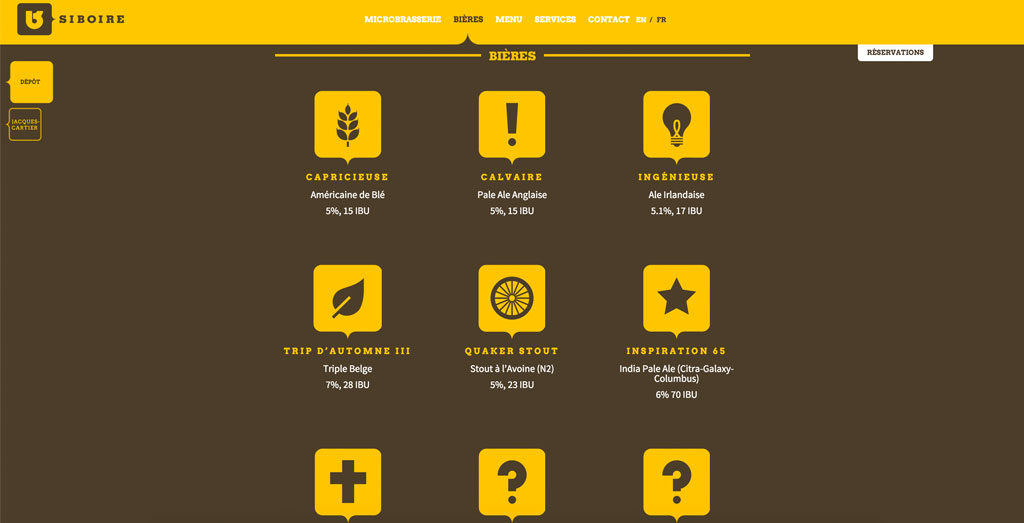 SIBOIRE
MICROBRASSERIE BIÈRES MENU SERVICES CONTACT EN / FR
BIÈRES
RÉSERVATIONS
DÉPÔT
JACQUES-
CARTIER
CAPRICIEUSE
Américaine de Blé
5%, 15 IBU
CALVAIRE
Pale Ale Anglaise
5%, 15 IBU
INGÉNIEUSE
Ale Irlandaise
5.1%, 17 IBU
TRIP D'AUTOMNE III
Triple Belge
7%, 28 IBU
QUAKER STOUT
Stout à l'Avoine (N2)
5%, 23 IBU
INSPIRATION 65
India Pale Ale (Citra-Galaxy-
Columbus)
6% 70 IBU